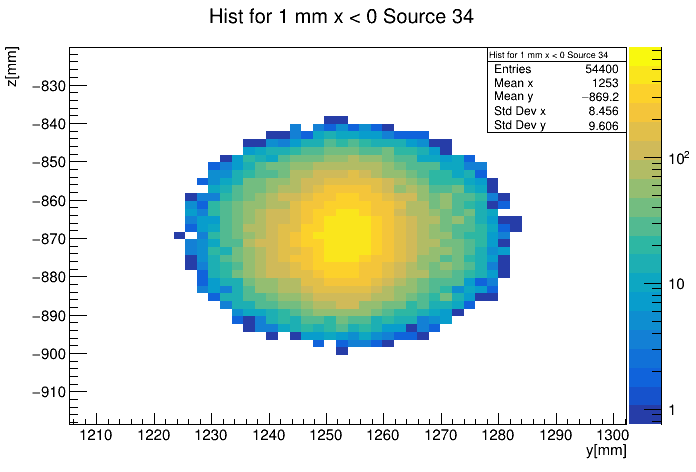 Hist for 1 mm x < 0 Source 34
z[mm]
Hist for 1 mm x < 0 Source 34
Entries 54400
Mean x 1253
Mean y −869.2
Std Dev x 8.456
Std Dev y 9.606
−830
−840
−850
−860
−870
−880
−890
−900
−910
10²
10
1
1210 1220 1230 1240 1250 1260 1270 1280 1290 1300
y[mm]